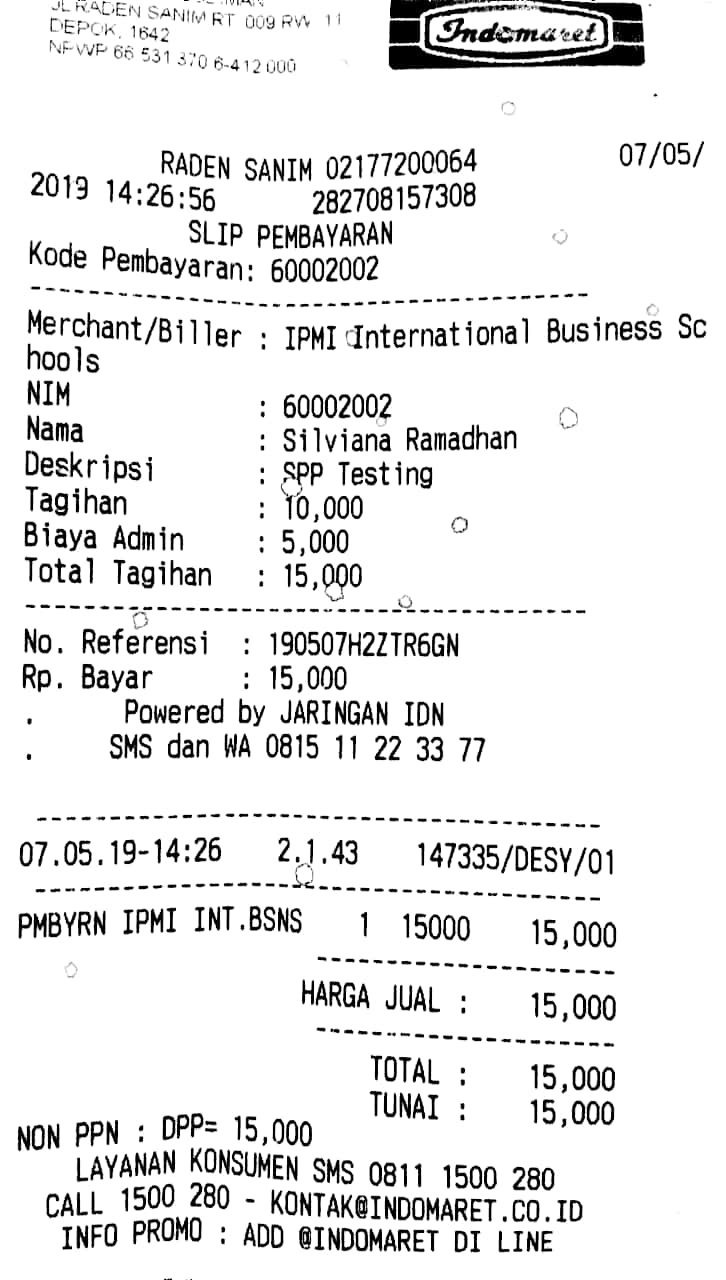 JL RADEN SANIM RT 009 RW 11
DEPOK, 1642
NPWP 66 531 370 6-412 000
Indomaret
RADEN SANIM 02177200064 07/05/
2019 14:26:56 282708157308
SLIP PEMBAYARAN
Kode Pembayaran: 60002002
Merchant/Biller : IPMI International Business Sc
hools
NIM : 60002002
Nama : Silviana Ramadhan
Deskripsi : SPP Testing
Tagihan : 10,000
Biaya Admin : 5,000
Total Tagihan : 15,000
No. Referensi : 190507H2ZTR6GN
Rp. Bayar : 15,000
. Powered by JARINGAN IDN
. SMS dan WA 0815 11 22 33 77
07.05.19-14:26 2.1.43 147335/DESY/01
PMBYRN IPMI INT.BSNS 1 15000 15,000
HARGA JUAL : 15,000
TOTAL : 15,000
TUNAI : 15,000
NON PPN : DPP= 15,000
LAYANAN KONSUMEN SMS 0811 1500 280
CALL 1500 280 - KONTAK@INDOMARET.CO.ID
INFO PROMO : ADD @INDOMARET DI LINE